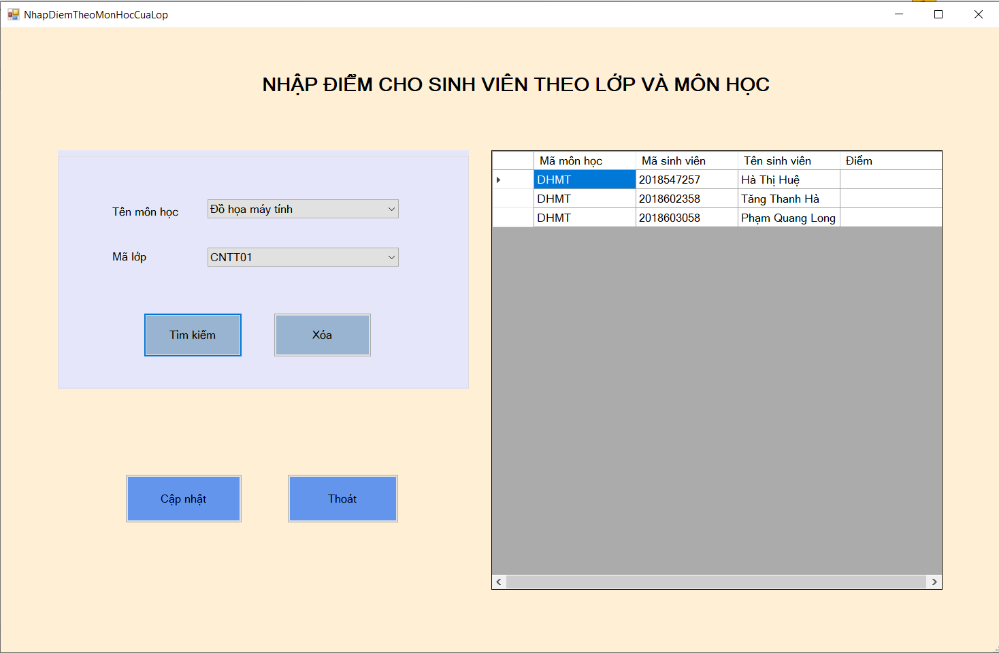 NhapDiemTheoMonHocCuaLop
NHẬP ĐIỂM CHO SINH VIÊN THEO LỚP VÀ MÔN HỌC
Tên môn học
Đồ họa máy tính
Mã lớp
CNTT01
Tìm kiếm
Xóa
Cập nhật
Thoát
Mã môn học Mã sinh viên Tên sinh viên Điểm
DHMT 2018547257 Hà Thị Huệ
DHMT 2018602358 Tăng Thanh Hà
DHMT 2018603058 Phạm Quang Long